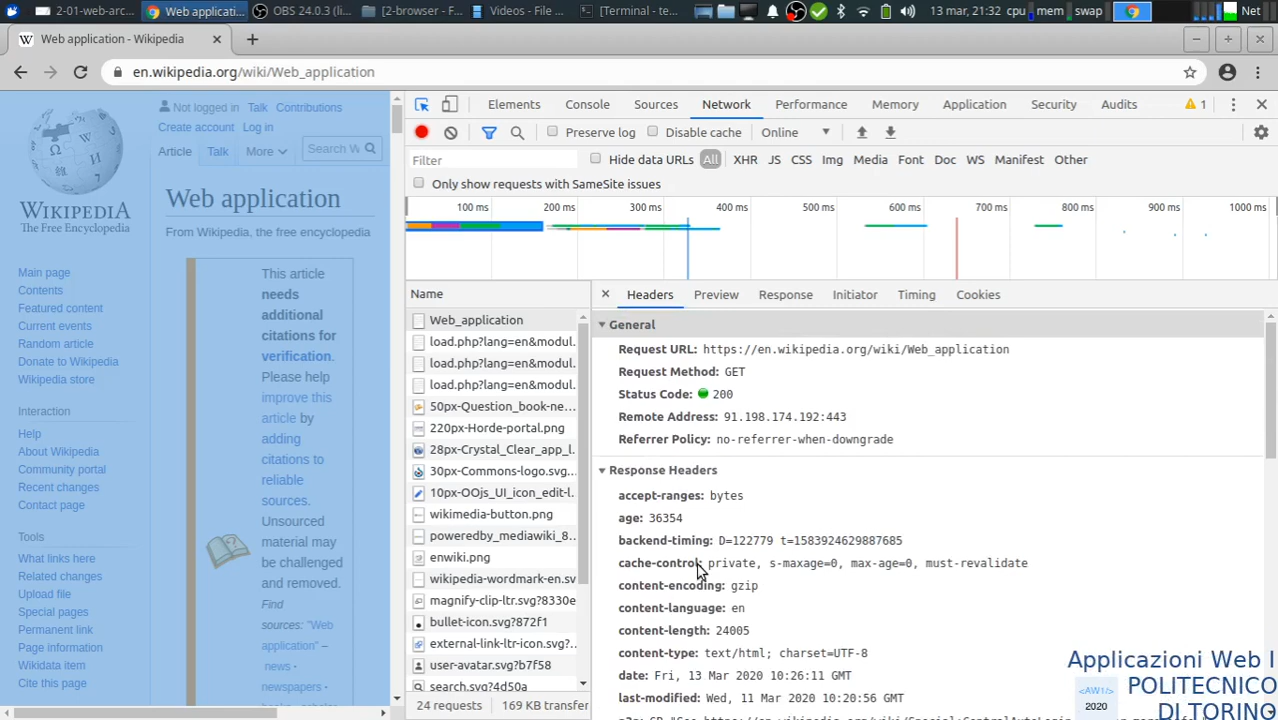 2-01-web-arc...
Web applicati...
OBS 24.0.3 (li...
[2-browser - F...
Videos - File ...
[Terminal - te...
13 mar, 21:32
cpu
mem
swap
Net
Web application - Wikipedia
en.wikipedia.org/wiki/Web_application
Not logged in Talk Contributions
Create account Log in
Article Talk More
Search W
WIKIPEDIA
The Free Encyclopedia
Web application
From Wikipedia, the free encyclopedia
This article
needs
additional
citations for
verification.
Please help
improve this
article by
adding
citations to
reliable
sources.
Unsourced
material may
be challenged
and removed.
Find
sources: "Web
application" –
news ·
newspapers ·
Main page
Contents
Featured content
Current events
Random article
Donate to Wikipedia
Wikipedia store
Interaction
Help
About Wikipedia
Community portal
Recent changes
Contact page
Tools
What links here
Related changes
Upload file
Special pages
Permanent link
Page information
Wikidata item
Cite this page
Elements Console Sources Network Performance Memory Application Security Audits 1
Preserve log Disable cache Online
Filter
Hide data URLs All XHR JS CSS Img Media Font Doc WS Manifest Other
Only show requests with SameSite issues
100 ms 200 ms 300 ms 400 ms 500 ms 600 ms 700 ms 800 ms 900 ms 1000 ms
Name
Web_application
load.php?lang=en&modul.
load.php?lang=en&modul.
load.php?lang=en&modul.
50px-Question_book-ne...
220px-Horde-portal.png
28px-Crystal_Clear_app_l.
30px-Commons-logo.svg...
10px-OOjs_UI_icon_edit-l.
wikimedia-button.png
poweredby_mediawiki_8...
enwiki.png
wikipedia-wordmark-en.sv
magnify-clip-ltr.svg?8330e
bullet-icon.svg?872f1
external-link-ltr-icon.svg?.
user-avatar.svg?b7f58
search.svg?4d50a
24 requests 169 KB transfer
Headers Preview Response Initiator Timing Cookies
General
Request URL: https://en.wikipedia.org/wiki/Web_application
Request Method: GET
Status Code: 200
Remote Address: 91.198.174.192:443
Referrer Policy: no-referrer-when-downgrade
Response Headers
accept-ranges: bytes
age: 36354
backend-timing: D=122779 t=1583924629887685
cache-control: private, s-maxage=0, max-age=0, must-revalidate
content-encoding: gzip
content-language: en
content-length: 24005
content-type: text/html; charset=UTF-8
date: Fri, 13 Mar 2020 10:26:11 GMT
last-modified: Wed, 11 Mar 2020 10:20:56 GMT
Applicazioni Web I
POLITECNICO
DI TORINO
<AW1/>
2020